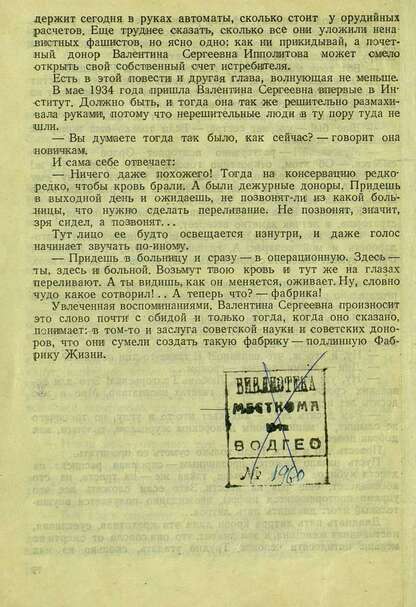 держит сегодня в руках автоматы, сколько стоит у орудийных
расчетов. Еще труднее сказать, сколько все они уложили нена-
вистных фашистов, но ясно одно: как ни прикидывай, а почет-
ный донор Валентина Сергеевна Ипполитова может смело
открыть свой собственный счет истребителя.
Есть в этой повести и другая глава, волнующая не меньше.
В мае 1934 года пришла Валентина Сергеевна впервые в Ин-
ститут. Должно быть, и тогда она так же решительно размахи-
вала руками, потому что нерешительные люди в ту пору туда не
шли.
— Вы думаете тогда так было, как сейчас? — говорит она
новичкам.
И сама себе отвечает:
— Ничего даже похожего! Тогда на консервацию редко-
редко, чтобы кровь брали. А были дежурные доноры. Придешь
в выходной день и ожидаешь, не позвонят-ли из какой боль-
ницы, что нужно сделать переливание. Не позвонят, значит,
зря сидел, а позвонят...
Тут лицо ее будто освещается изнутри, и даже голос
начинает звучать по-иному.
— Придешь в больницу и сразу — в операционную. Здесь —
ты, здесь и больной. Возьмут твою кровь и тут же на глазах
переливают. А ты видишь, как он меняется, оживает. Ну, словно
чудо какое сотворил!.. А теперь что? — фабрика!
Увлеченная воспоминаниями, Валентина Сергеевна произносит
это слово почти с обидой и только тогда, когда оно сказано,
понимает: в том-то и заслуга советской науки и советских доно-
ров, что они сумели создать такую фабрику — подлинную Фаб-
рику Жизни.
БИБЛИОТЕКА
МЕСТКОМА
ВОДГЕО
№ 1960